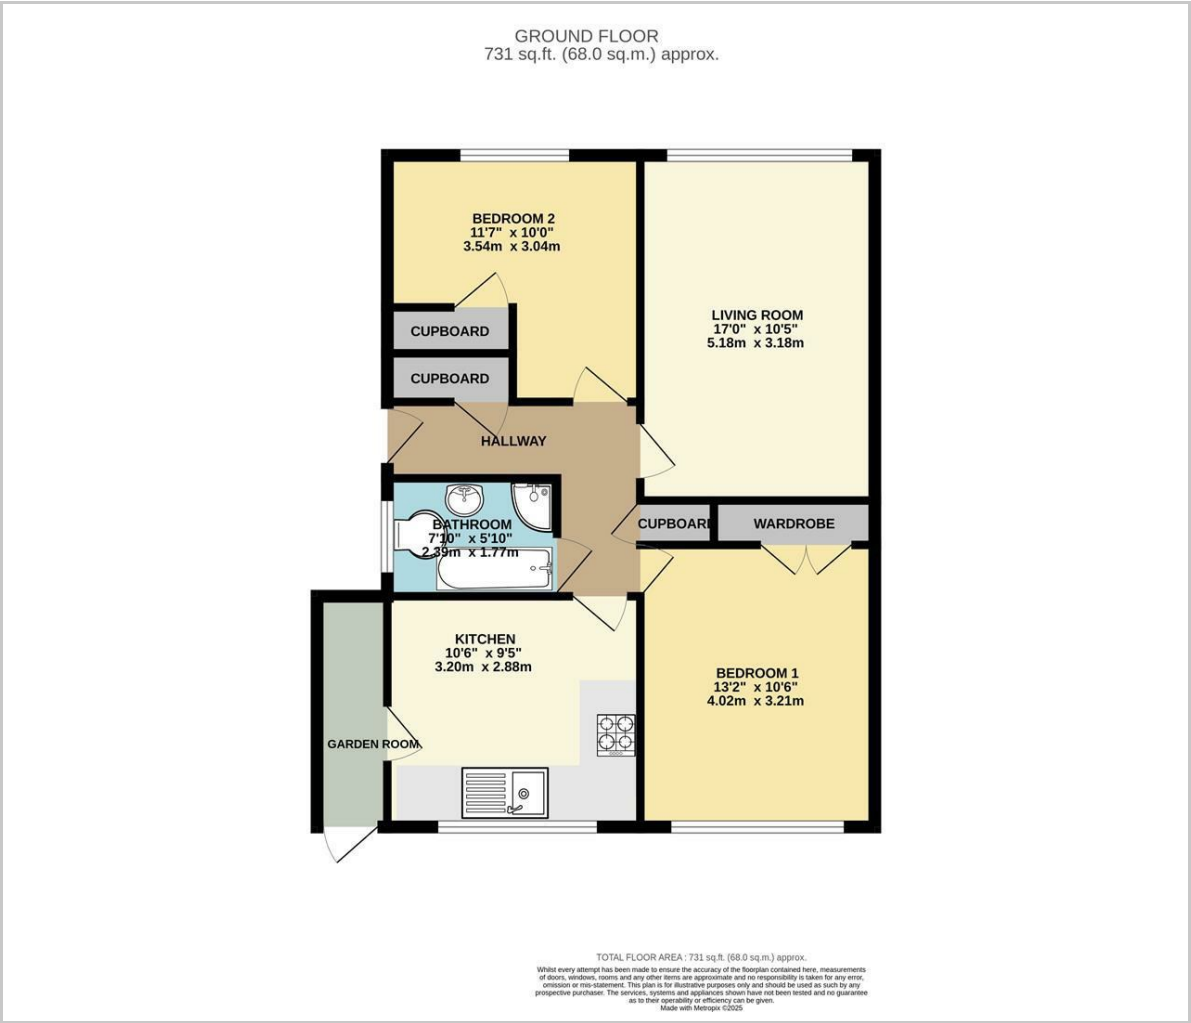 GROUND FLOOR
731 sq.ft. (68.0 sq.m.) approx.
BEDROOM 2
11'7" x 10'0"
3.54m x 3.04m
LIVING ROOM
17'0" x 10'5"
5.18m x 3.18m
CUPBOARD
CUPBOARD
HALLWAY
CUPBOARD
WARDROBE
BATHROOM
7'10" x 5'10"
2.39m x 1.77m
KITCHEN
10'6" x 9'5"
3.20m x 2.88m
BEDROOM 1
13'2" x 10'6"
4.02m x 3.21m
GARDEN ROOM
TOTAL FLOOR AREA : 731 sq.ft. (68.0 sq.m.) approx.
Whilst every attempt has been made to ensure the accuracy of the floorplan contained here, measurements
of doors, windows, rooms and any other items are approximate and no responsibility is taken for any error,
omission or mis-statement. This plan is for illustrative purposes only and should be used as such by any
prospective purchaser. The services, systems and appliances shown have not been tested and no guarantee
as to their operability or efficiency can be given.
Made with Metropix ©2025